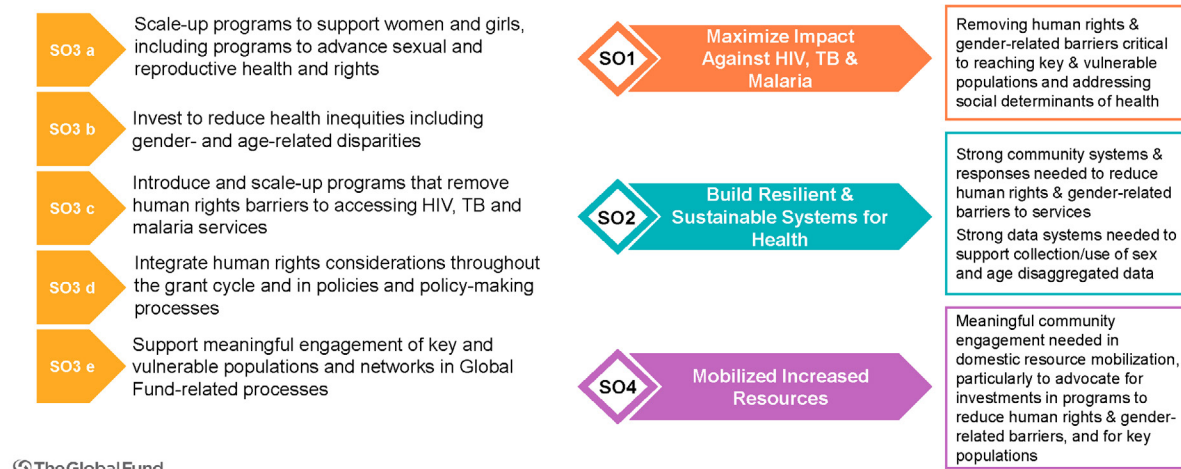 SO3 a
Scale-up programs to support women and girls,
including programs to advance sexual and
reproductive health and rights
SO3 b
Invest to reduce health inequities including
gender- and age-related disparities
SO3 c
Introduce and scale-up programs that remove
human rights barriers to accessing HIV, TB and
malaria services
SO3 d
Integrate human rights considerations throughout
the grant cycle and in policies and policy-making
processes
SO3 e
Support meaningful engagement of key and
vulnerable populations and networks in Global
Fund-related processes
SO1
Maximize Impact
Against HIV, TB &
Malaria
Removing human rights &
gender-related barriers critical
to reaching key & vulnerable
populations and addressing
social determinants of health
SO2
Build Resilient &
Sustainable Systems for
Health
Strong community systems &
responses needed to reduce
human rights & gender-related
barriers to services
Strong data systems needed to
support collection/use of sex
and age disaggregated data
SO4
Mobilized Increased
Resources
Meaningful community
engagement needed in
domestic resource mobilization,
particularly to advocate for
investments in programs to
reduce human rights & gender-
related barriers, and for key
populations
TheGlobalFund